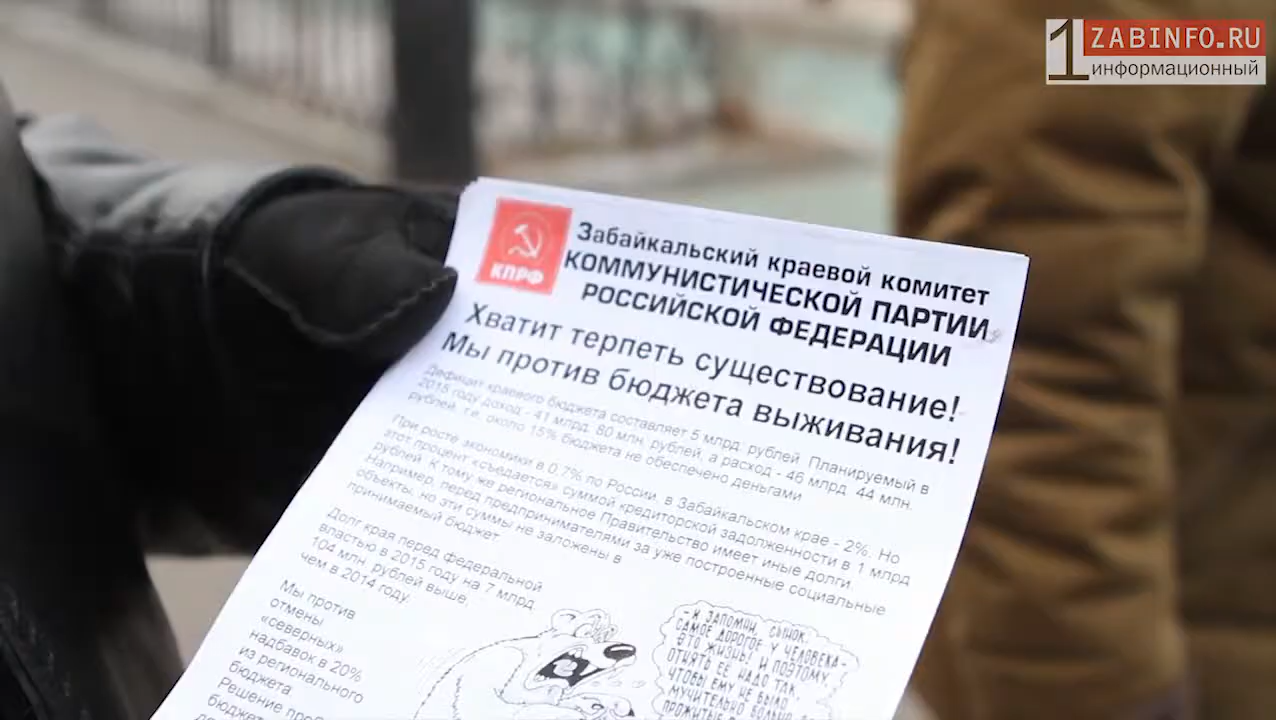 1 ZABINFO.RU
информационный
Забайкальский краевой комитет
КОММУНИСТИЧЕСКОЙ ПАРТИИ
РОССИЙСКОЙ ФЕДЕРАЦИИ
КПРФ
Хватит терпеть существование!
Мы против бюджета выживания!
Дефицит краевого бюджета составляет 5 млрд. рублей. Планируемый в
2015 году доход - 41 млрд. 80 млн. рублей, а расход - 46 млрд. 44 млн.
рублей, т.е. около 15% бюджета не обеспечено деньгами
При росте экономики в 0.7% по России, в Забайкальском крае - 2%. Но
этот процент «съедается» суммой кредиторской задолженности в 1 млрд
рублей. К тому же региональное Правительство имеет иные долги.
Например, перед предпринимателями за уже построенные социальные
объекты, но эти суммы не заложены в
принимаемый бюджет.
Долг края перед федеральной
властью в 2015 году на 7 млрд.
104 млн. рублей выше,
чем в 2014 году.
Мы против
отмены
«северных»
надбавок в 20%
из регионального
бюджета
Решение
- И ЗАПОМНИ, СЫНОК,
САМОЕ ДОРОГОЕ У ЧЕЛОВЕКА-
ЭТО ЖИЗНЬ! И ПОЭТОМУ
ОТНЯТЬ ЕЁ НАДО ТАК,
ЧТОБЫ ЕМУ НЕ БЫЛО
МУЧИТЕЛЬНО БОЛЬНО
ПРОЖИТЫЕ